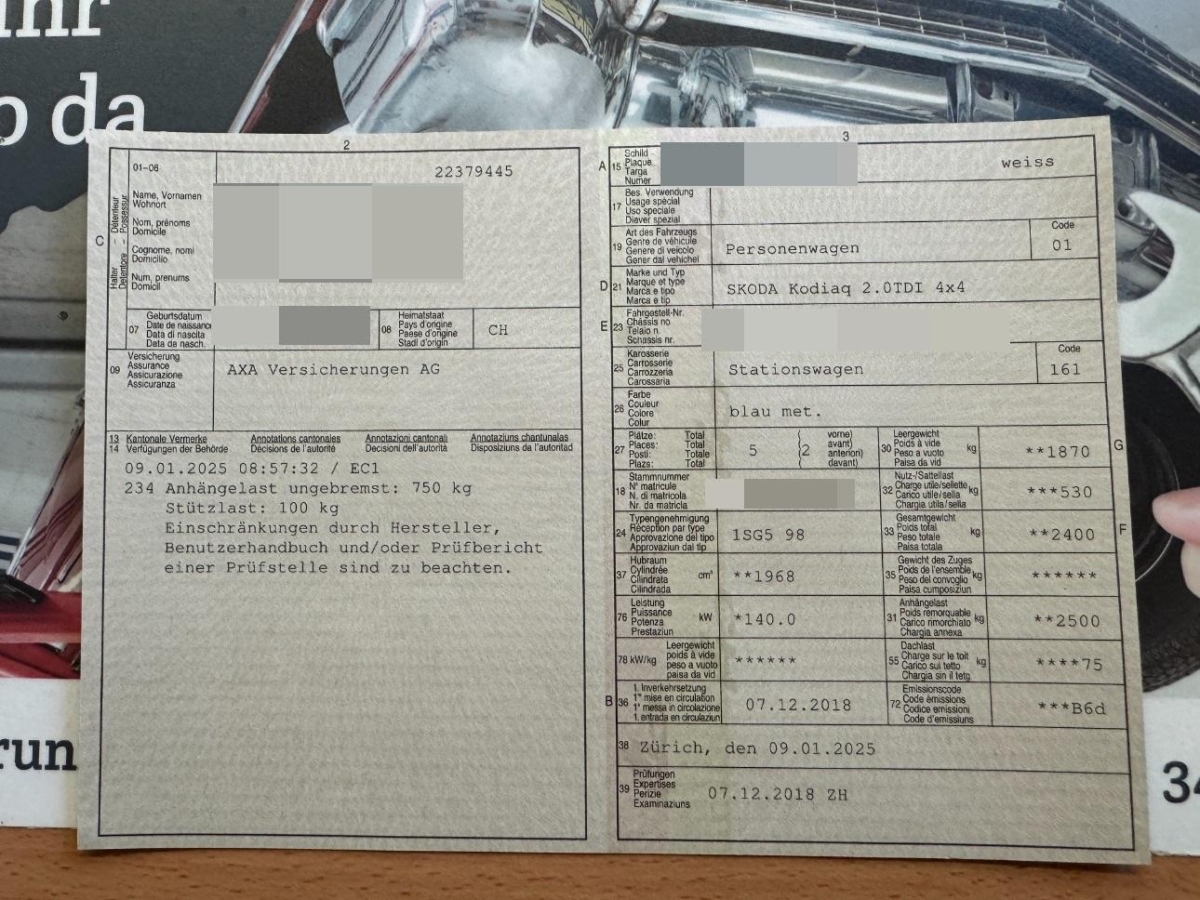 ihr
p da
run
34
2
01-06
22379445
C
Halter – Détenteur
Detentore – Possessur
Name, Vornamen
Wohnort
Nom, prénoms
Domicile
Cognome, nomi
Domicilio
Num, prenums
Domicil
07
Geburtsdatum
Date de naissance
Data di nascita
Data da nasch.
08
Heimatstaat
Pays d'origine
Paese d'origine
Stadi d'origin
CH
09
Versicherung
Assurance
Assicurazione
Assicuranza
AXA Versicherungen AG
13 Kantonale Vermerke Annotations cantonales Annotazioni cantonali Annotaziuns chantunalas
14 Verfügungen der Behörde Décisions de l'autorité Decisioni dell'autorità Disposiziuns da l'autoritad
09.01.2025 08:57:32 / EC1
234 Anhängelast ungebremst: 750 kg
Stützlast: 100 kg
Einschränkungen durch Hersteller,
Benutzerhandbuch und/oder Prüfbericht
einer Prüfstelle sind zu beachten.
3
A
15
Schild
Plaque
Targa
Numer
weiss
17
Bes. Verwendung
Usage spécial
Uso speciale
Diever spezial
19
Art des Fahrzeugs
Genre de véhicule
Genere di veicolo
Gener dal vehichel
Personenwagen
Code
01
D
21
Marke und Typ
Marque et type
Marca e tipo
Marca e tip
SKODA Kodiaq 2.0TDI 4x4
E
23
Fahrgestell-Nr.
Châssis no
Telaio n.
Schassis nr.
25
Karosserie
Carrosserie
Carrozzeria
Carossaria
Stationswagen
Code
161
26
Farbe
Couleur
Colore
Colur
blau met.
27
Plätze: Total
Places: Total
Posti: Totale
Plazs: Total
5
2
vorne)
avant)
anteriori)
davant)
30
Leergewicht
Poids à vide
Peso a vuoto
Paisa da vid
kg
**1870
G
18
Stammnummer
N° matricule
N. di matricola
Nr. da matricla
32
Nutz-/Sattellast
Charge utile/sellette
Carico utile/sella
Chargia utila/sella
kg
***530
24
Typengenehmigung
Réception par type
Approvazione del tipo
Approvaziun dal tip
1SG5 98
33
Gesamtgewicht
Poids total
Peso totale
Paisa totala
kg
**2400
F
37
Hubraum
Cylindrée
Cilindrata
Cilindrada
cm³
**1968
35
Gewicht des Zuges
Poids de l'ensemble
Peso del convoglio
Paisa cumposiziun
kg
******
76
Leistung
Puissance
Potenza
Prestaziun
kW
*140.0
31
Anhängelast
Poids remorquable
Carico rimorchiato
Chargia annexa
kg
**2500
78 kW/kg
Leergewicht
poids à vide
peso a vuoto
paisa da vid
******
55
Dachlast
Charge sur le toit
Carico sul tetto
Chargia sin il tetg
kg
****75
B
36
1. Inverkehrsetzung
1re mise en circulation
1a messa in circolazione
1. entrada en circulaziun
07.12.2018
72
Emissionscode
Code émissions
Codice emissioni
Code d'emissiuns
***B6d
38 Zürich, den 09.01.2025
39
Prüfungen
Expertises
Perizie
Examinaziuns
07.12.2018 ZH